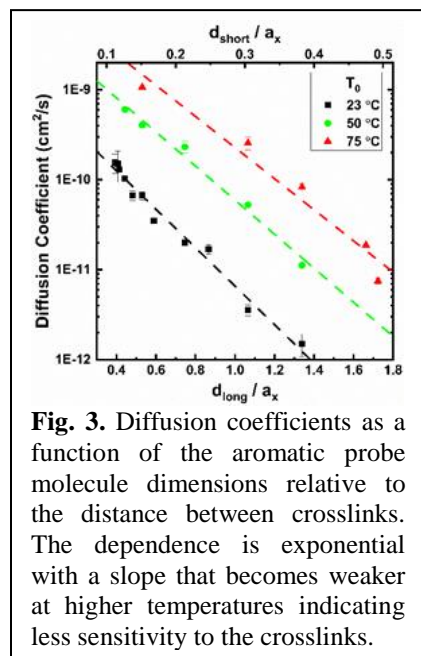 d_short / a_x
0.1 0.2 0.3 0.4 0.5
T_0
23 °C
50 °C
75 °C
Diffusion Coefficient (cm²/s)
1E-9
1E-10
1E-11
1E-12
0.4 0.6 0.8 1.0 1.2 1.4 1.6 1.8
d_long / a_x
Fig. 3. Diffusion coefficients as a
function of the aromatic probe
molecule dimensions relative to
the distance between crosslinks.
The dependence is exponential
with a slope that becomes weaker
at higher temperatures indicating
less sensitivity to the crosslinks.